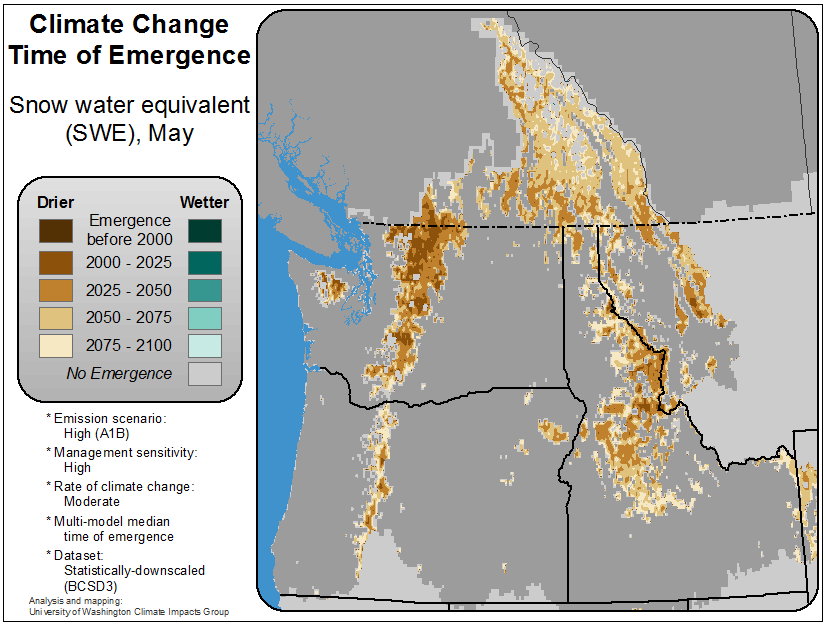 Climate Change
Time of Emergence
Snow water equivalent
(SWE), May
Drier
Wetter
Emergence
before 2000
2000 - 2025
2025 - 2050
2050 - 2075
2075 - 2100
No Emergence
* Emission scenario:
High (A1B)
* Management sensitivity:
High
* Rate of climate change:
Moderate
* Multi-model median
time of emergence
* Dataset:
Statistically-downscaled
(BCSD3)
Analysis and mapping:
University of Washington Climate Impacts Group